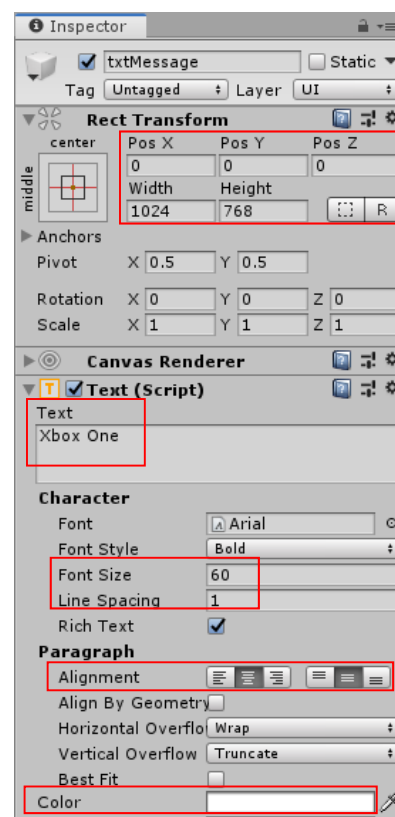 Inspector
txtMessage Static
Tag Untagged Layer UI
Rect Transform
center Pos X Pos Y Pos Z
middle 0 0 0
Width Height
1024 768 R
Anchors
Pivot X 0.5 Y 0.5
Rotation X 0 Y 0 Z 0
Scale X 1 Y 1 Z 1
Canvas Renderer
T Text (Script)
Text
Xbox One
Character
Font Arial
Font Style Bold
Font Size 60
Line Spacing 1
Rich Text
Paragraph
Alignment
Align By Geometry
Horizontal Overflo Wrap
Vertical Overflow Truncate
Best Fit
Color